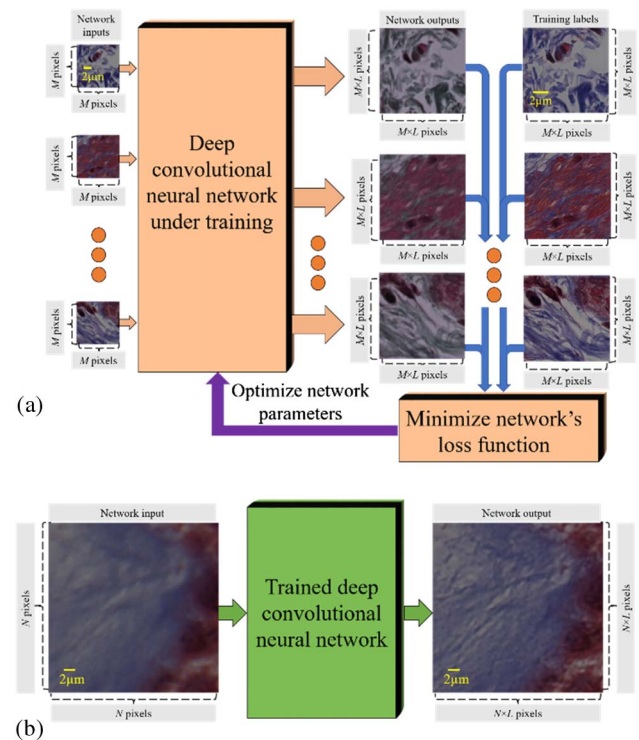 Network inputs
Network outputs
Training labels
M pixels
2μm
M pixels
M×L pixels
M×L pixels
2μm
M×L pixels
M×L pixels
M pixels
M pixels
Deep
convolutional
neural network
under training
M×L pixels
M×L pixels
M×L pixels
M×L pixels
M pixels
M pixels
M×L pixels
M×L pixels
M×L pixels
M×L pixels
(a)
Optimize network
parameters
Minimize network's
loss function
Network input
Network output
N pixels
2μm
N pixels
Trained deep
convolutional
neural network
2μm
N×L pixels
N×L pixels
(b)